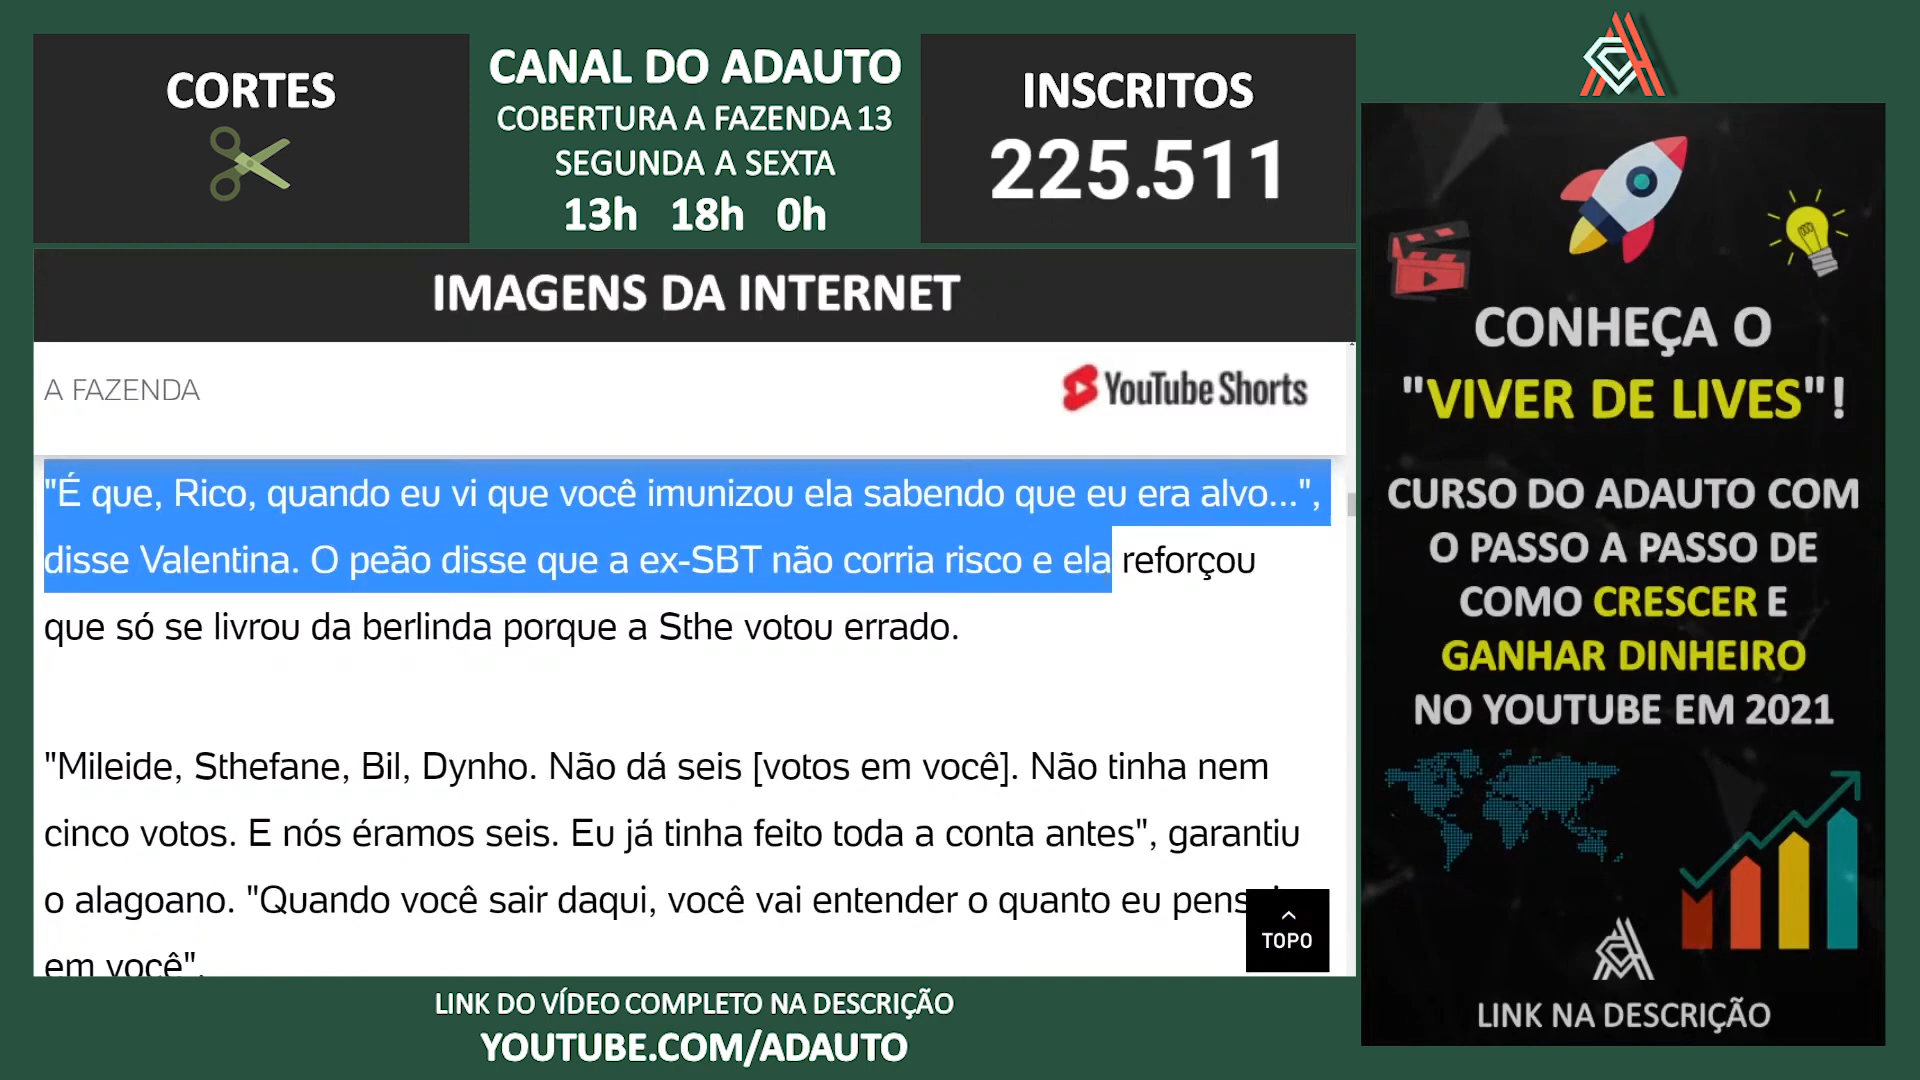 CORTES
CANAL DO ADAUTO
COBERTURA A FAZENDA 13
SEGUNDA A SEXTA
13h 18h 0h
INSCRITOS
225.511
IMAGENS DA INTERNET
A FAZENDA
YouTube Shorts
"É que, Rico, quando eu vi que você imunizou ela sabendo que eu era alvo...",
disse Valentina. O peão disse que a ex-SBT não corria risco e ela reforçou
que só se livrou da berlinda porque a Sthe votou errado.
"Mileide, Sthefane, Bil, Dynho. Não dá seis [votos em você]. Não tinha nem
cinco votos. E nós éramos seis. Eu já tinha feito toda a conta antes", garantiu
o alagoano. "Quando você sair daqui, você vai entender o quanto eu
em você".
TOPO
LINK DO VÍDEO COMPLETO NA DESCRIÇÃO
YOUTUBE.COM/ADAUTO
CONHEÇA O
"VIVER DE LIVES"!
CURSO DO ADAUTO COM
O PASSO A PASSO DE
COMO CRESCER E
GANHAR DINHEIRO
NO YOUTUBE EM 2021
LINK NA DESCRIÇÃO